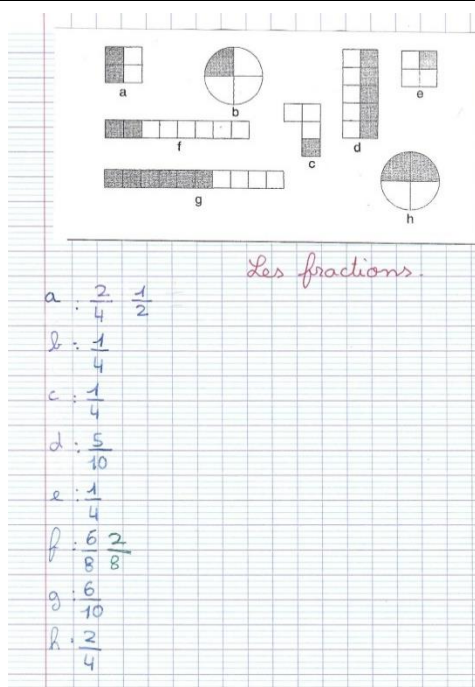 a
b
e
f
c
d
g
h
Les fractions.
a : 2/4 1/2
b : 1/4
c : 1/4
d : 5/10
e : 1/4
f : 6/8 2/8
g : 6/10
h : 2/4